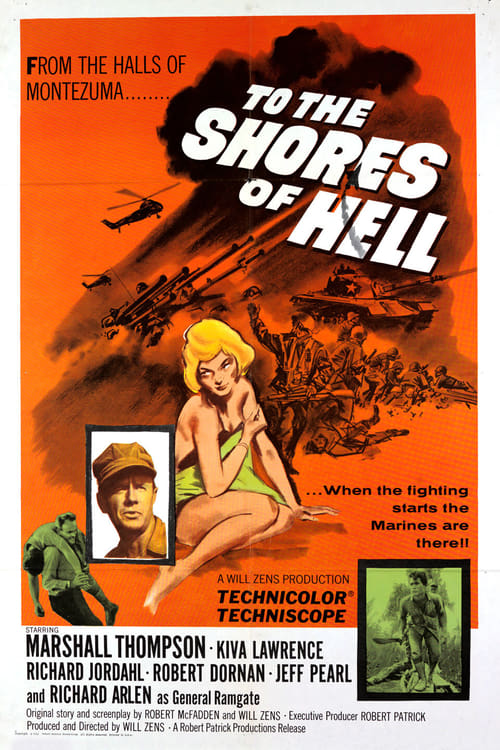 FROM THE HALLS OF
MONTEZUMA........
TO THE
SHORES
OF HELL
...When the fighting
starts the
Marines are
there!!
A WILL ZENS PRODUCTION
TECHNICOLOR®
TECHNISCOPE
STARRING
MARSHALL THOMPSON · KIVA LAWRENCE
RICHARD JORDAHL · ROBERT DORNAN · JEFF PEARL
and RICHARD ARLEN as General Ramgate
Original story and screenplay by ROBERT McFADDEN and WILL ZENS · Executive Producer ROBERT PATRICK
Produced and Directed by WILL ZENS · A Robert Patrick Productions Release